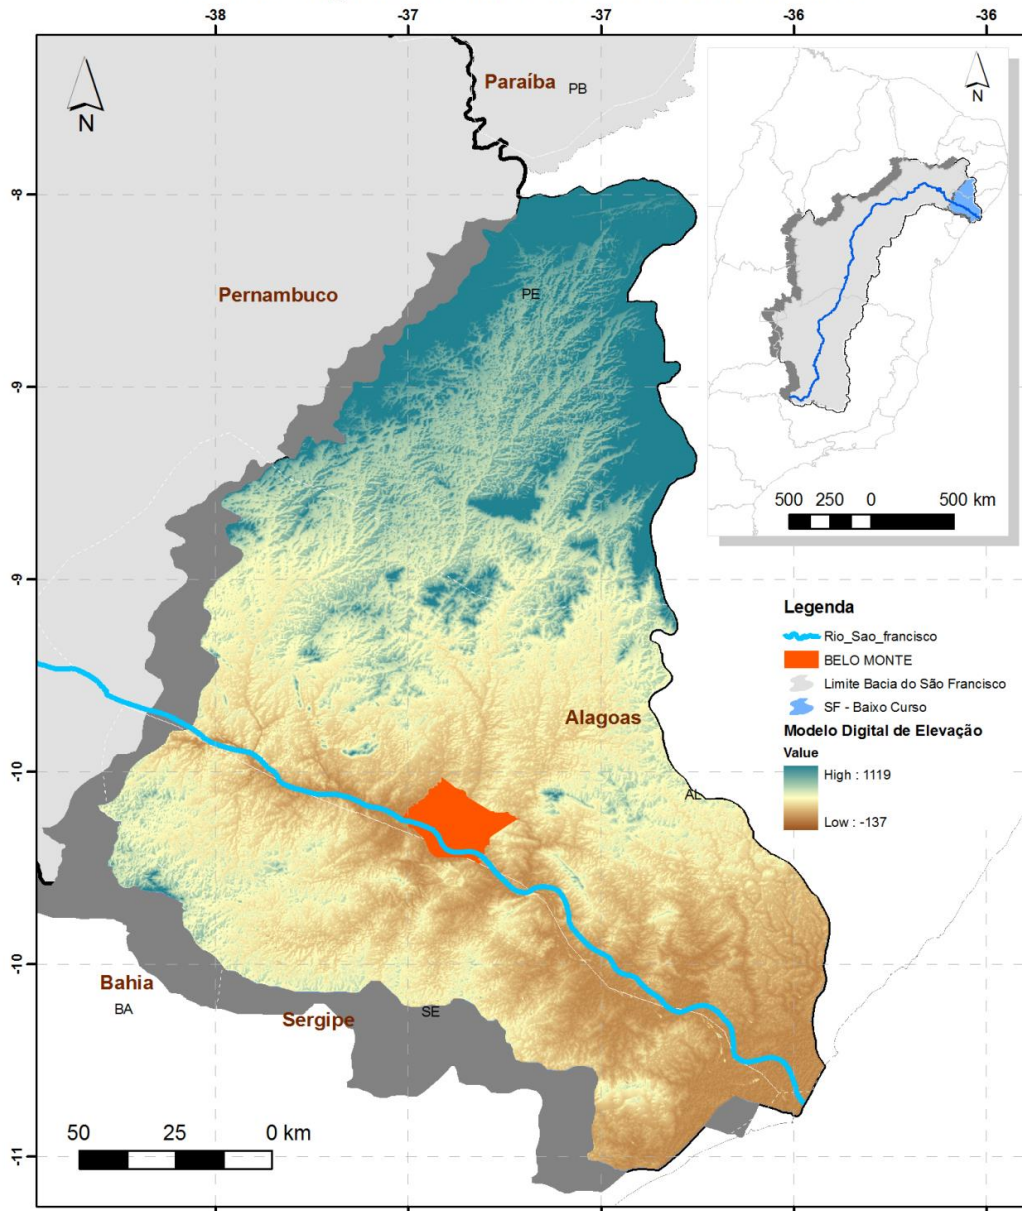 -38 -37 -37 -36 -36
N
Paraíba PB
N
-8
Pernambuco
PE
-9
500 250 0 500 km
-9
Legenda
Rio_Sao_francisco
BELO MONTE
Limite Bacia do São Francisco
SF - Baixo Curso
Alagoas
Modelo Digital de Elevação
Value
High : 1119
Low : -137
-10
AL
-10
Bahia
BA
Sergipe
SE
50 25 0 km
-11